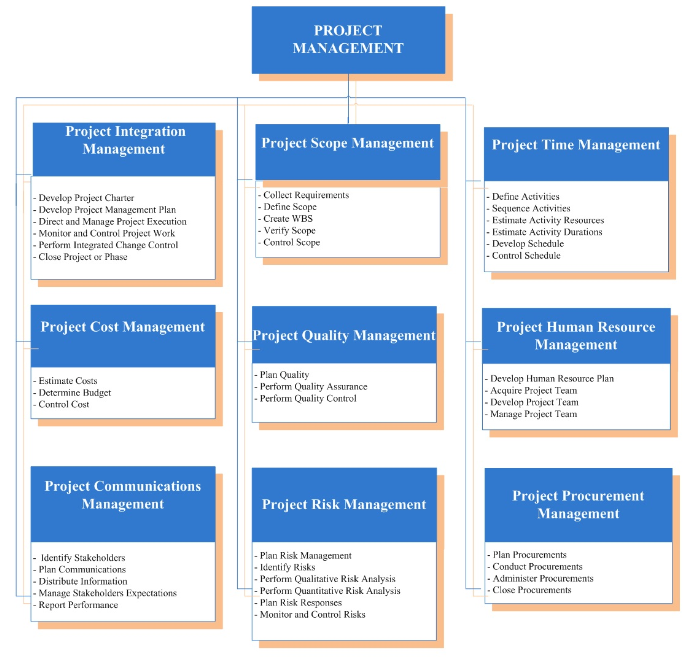 PROJECT
MANAGEMENT
Project Integration
Management
- Develop Project Charter
- Develop Project Management Plan
- Direct and Manage Project Execution
- Monitor and Control Project Work
- Perform Integrated Change Control
- Close Project or Phase
Project Scope Management
- Collect Requirements
- Define Scope
- Create WBS
- Verify Scope
- Control Scope
Project Time Management
- Define Activities
- Sequence Activities
- Estimate Activity Resources
- Estimate Activity Durations
- Develop Schedule
- Control Schedule
Project Cost Management
- Estimate Costs
- Determine Budget
- Control Cost
Project Quality Management
- Plan Quality
- Perform Quality Assurance
- Perform Quality Control
Project Human Resource
Management
- Develop Human Resource Plan
- Acquire Project Team
- Develop Project Team
- Manage Project Team
Project Communications
Management
- Identify Stakeholders
- Plan Communications
- Distribute Information
- Manage Stakeholders Expectations
- Report Performance
Project Risk Management
- Plan Risk Management
- Identify Risks
- Perform Qualitative Risk Analysis
- Perform Quantitative Risk Analysis
- Plan Risk Responses
- Monitor and Control Risks
Project Procurement
Management
- Plan Procurements
- Conduct Procurements
- Administer Procurements
- Close Procurements